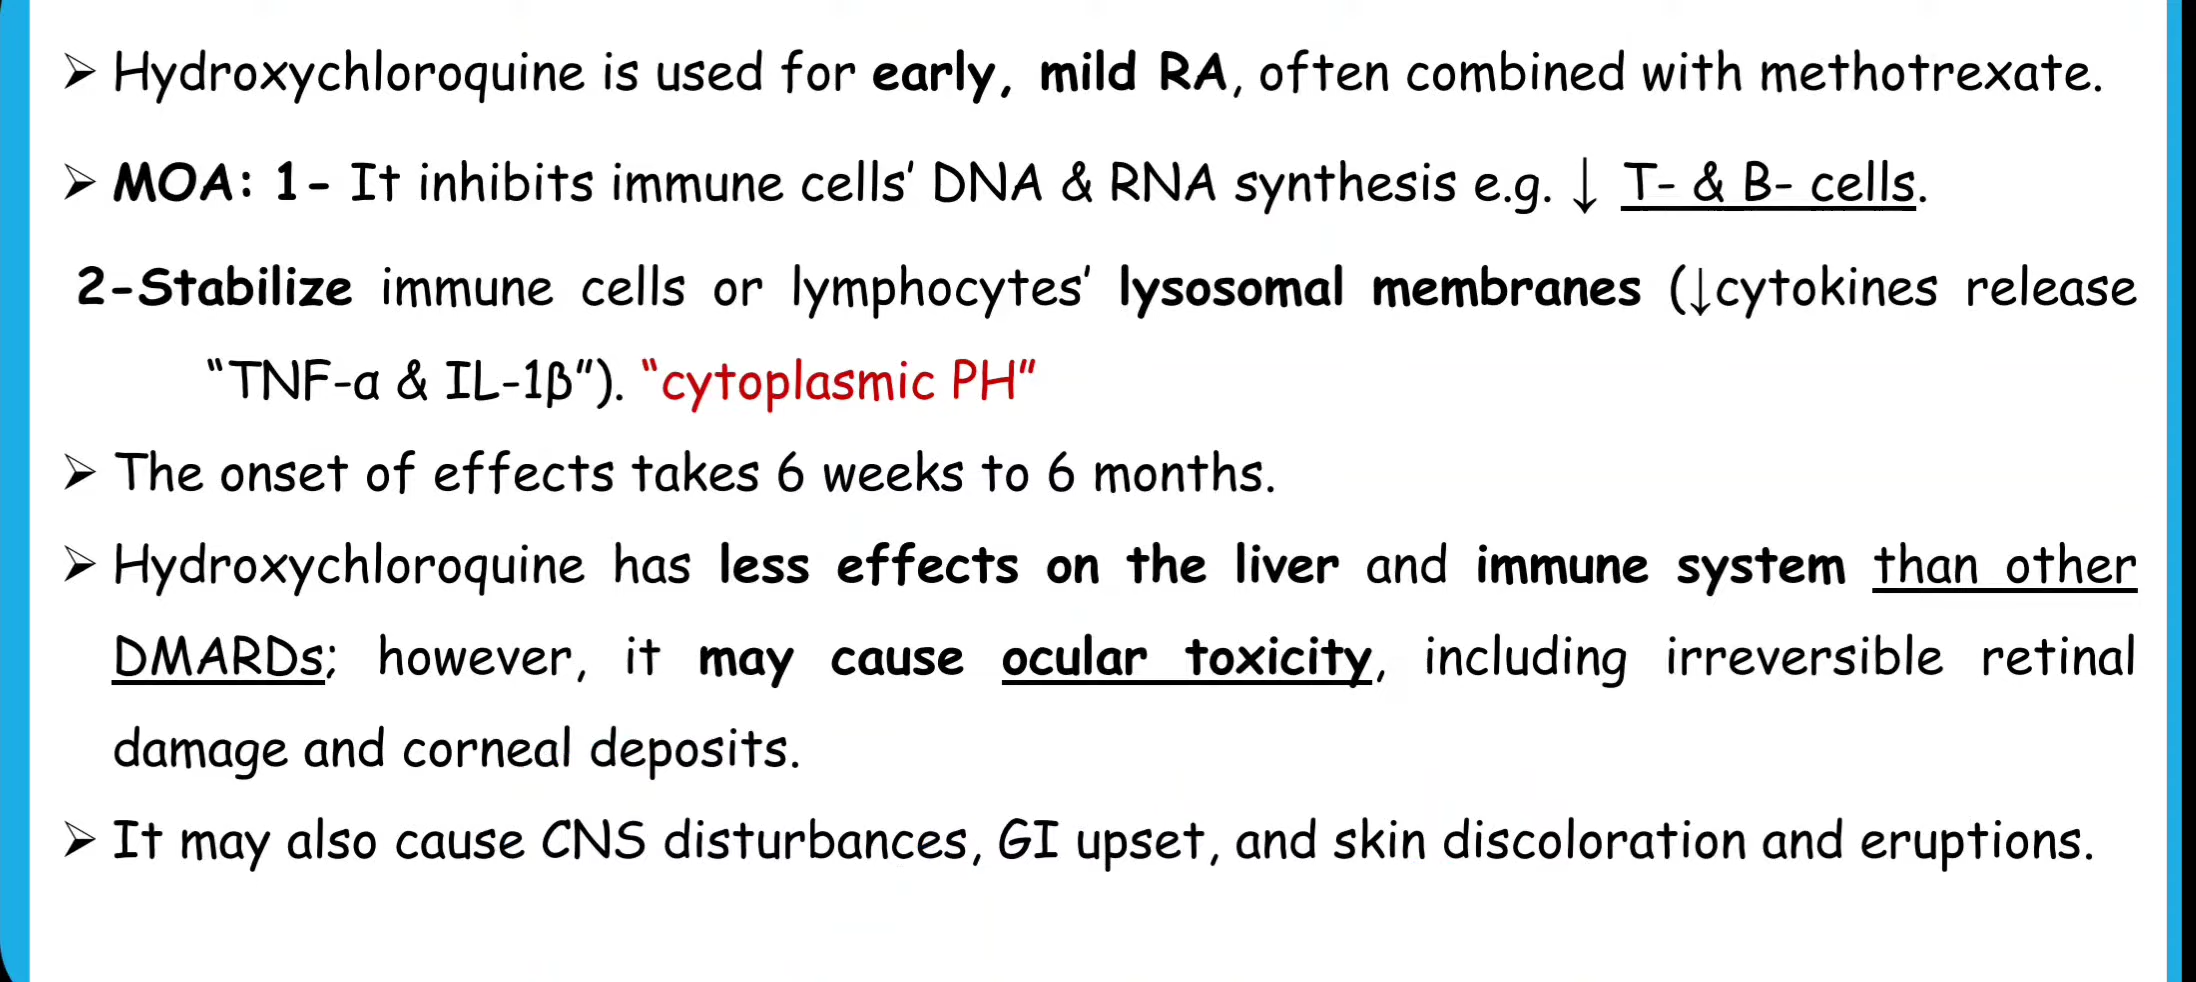 ➢ Hydroxychloroquine is used for early, mild RA, often combined with methotrexate.
➢ MOA: 1- It inhibits immune cells’ DNA & RNA synthesis e.g. ↓ T- & B- cells.
2-Stabilize immune cells or lymphocytes’ lysosomal membranes (↓cytokines release
“TNF-α & IL-1β”). “cytoplasmic PH”
➢ The onset of effects takes 6 weeks to 6 months.
➢ Hydroxychloroquine has less effects on the liver and immune system than other
DMARDs; however, it may cause ocular toxicity, including irreversible retinal
damage and corneal deposits.
➢ It may also cause CNS disturbances, GI upset, and skin discoloration and eruptions.